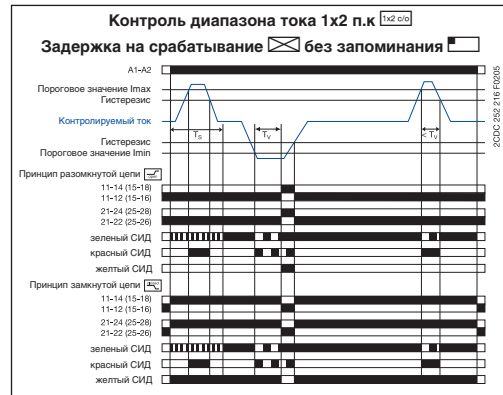 Контроль диапазона тока 1x2 п.к 1x2 c/o
Задержка на срабатывание без запоминания
A1-A2
Пороговое значение Imax
Гистерезис
Контролируемый ток
Ts
Tv
< Tv
Гистерезис
Пороговое значение Imin
Принцип разомкнутой цепи
11-14 (15-18)
11-12 (15-16)
21-24 (25-28)
21-22 (25-26)
зеленый СИД
красный СИД
желтый СИД
Принцип замкнутой цепи
11-14 (15-18)
11-12 (15-16)
21-24 (25-28)
21-22 (25-26)
зеленый СИД
красный СИД
желтый СИД
2CDC 252 216 F0205